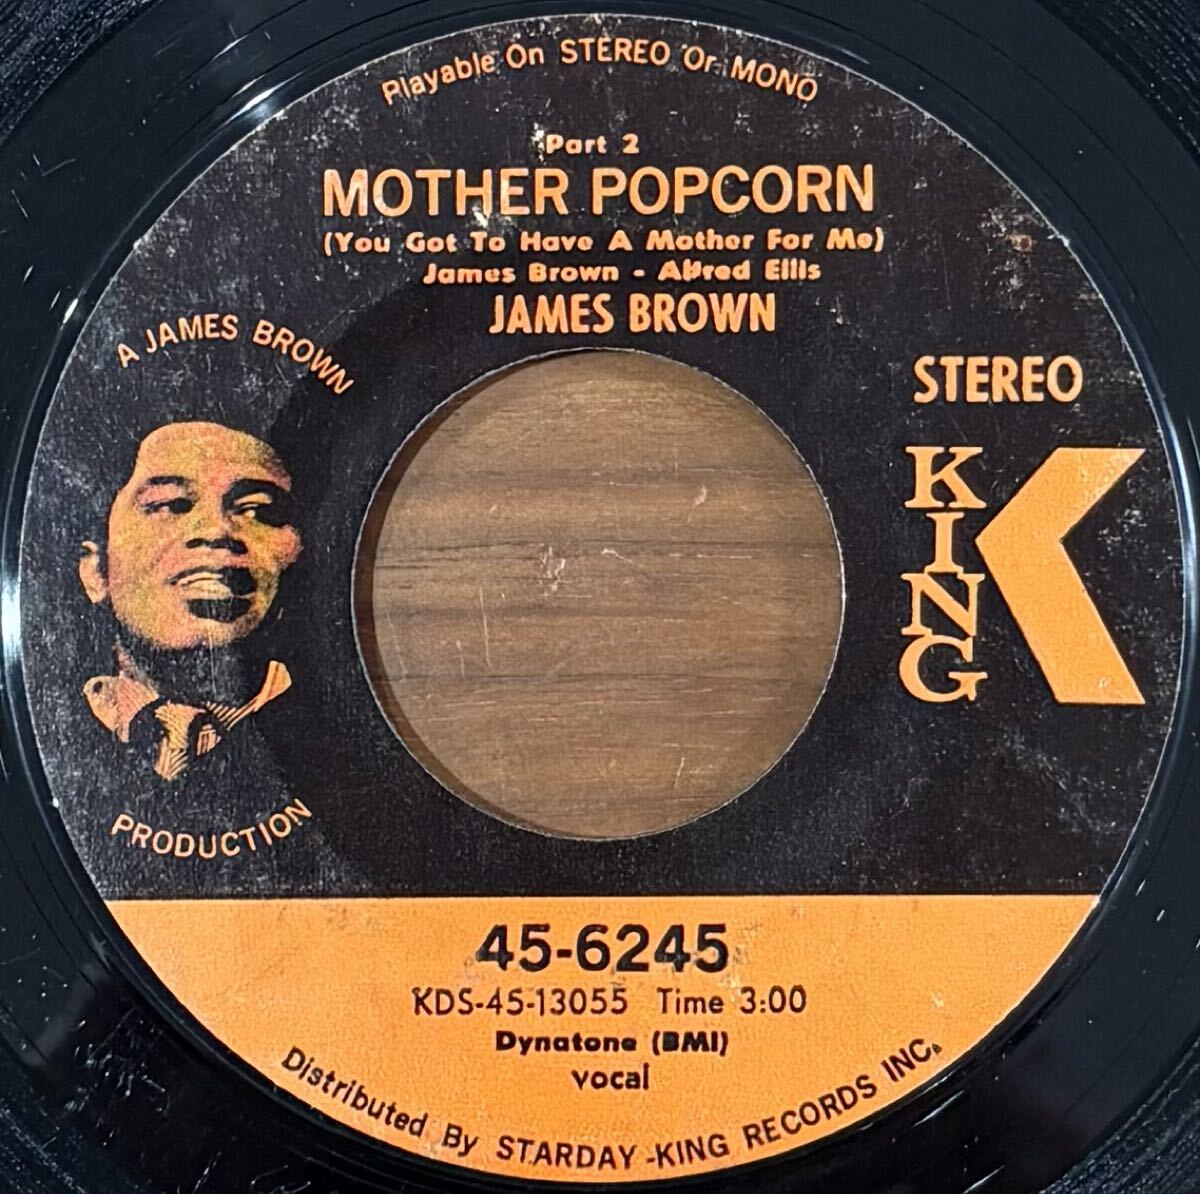 Playable On STEREO Or MONO
Part 2
MOTHER POPCORN
(You Got To Have A Mother For Me)
James Brown - Alfred Ellis
JAMES BROWN
A JAMES BROWN
PRODUCTION
STEREO
KING
K
45-6245
KDS-45-13055 Time 3:00
Dynatone (BMI)
vocal
Distributed By STARDAY-KING RECORDS INC.